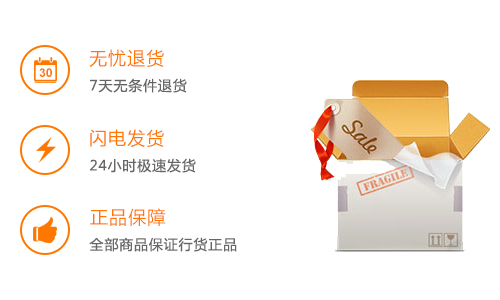 30
无忧退货
7天无条件退货
闪电发货
24小时极速发货
正品保障
全部商品保证行货正品
Sale
FRAGILE